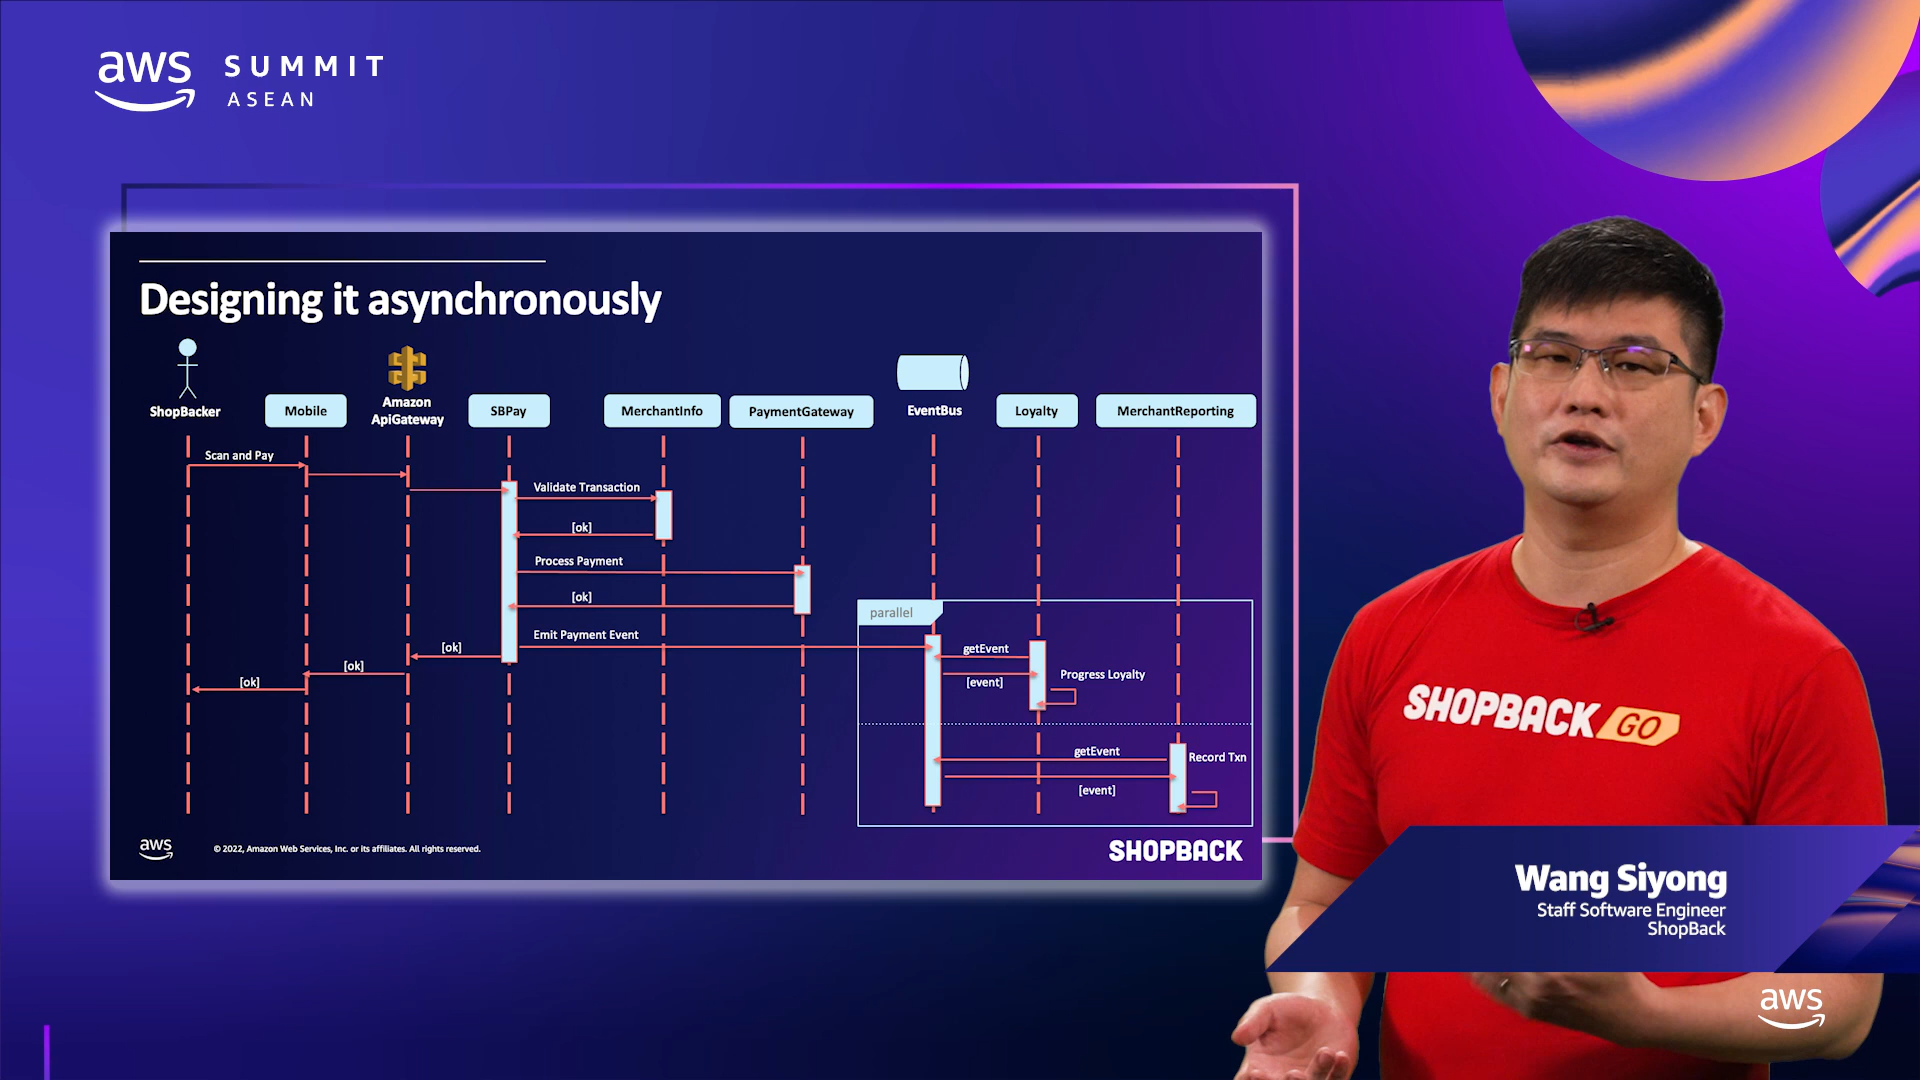 aws SUMMIT
ASEAN
Designing it asynchronously
ShopBacker
Mobile
Amazon
ApiGateway
SBPay
MerchantInfo
PaymentGateway
EventBus
Loyalty
MerchantReporting
Scan and Pay
Validate Transaction
[ok]
Process Payment
[ok]
parallel
Emit Payment Event
[ok]
[ok]
[ok]
getEvent
[event]
Progress Loyalty
getEvent
Record Txn
[event]
aws
© 2022, Amazon Web Services, Inc. or its affiliates. All rights reserved.
SHOPBACK
SHOPBACK GO
Wang Siyong
Staff Software Engineer
ShopBack
aws